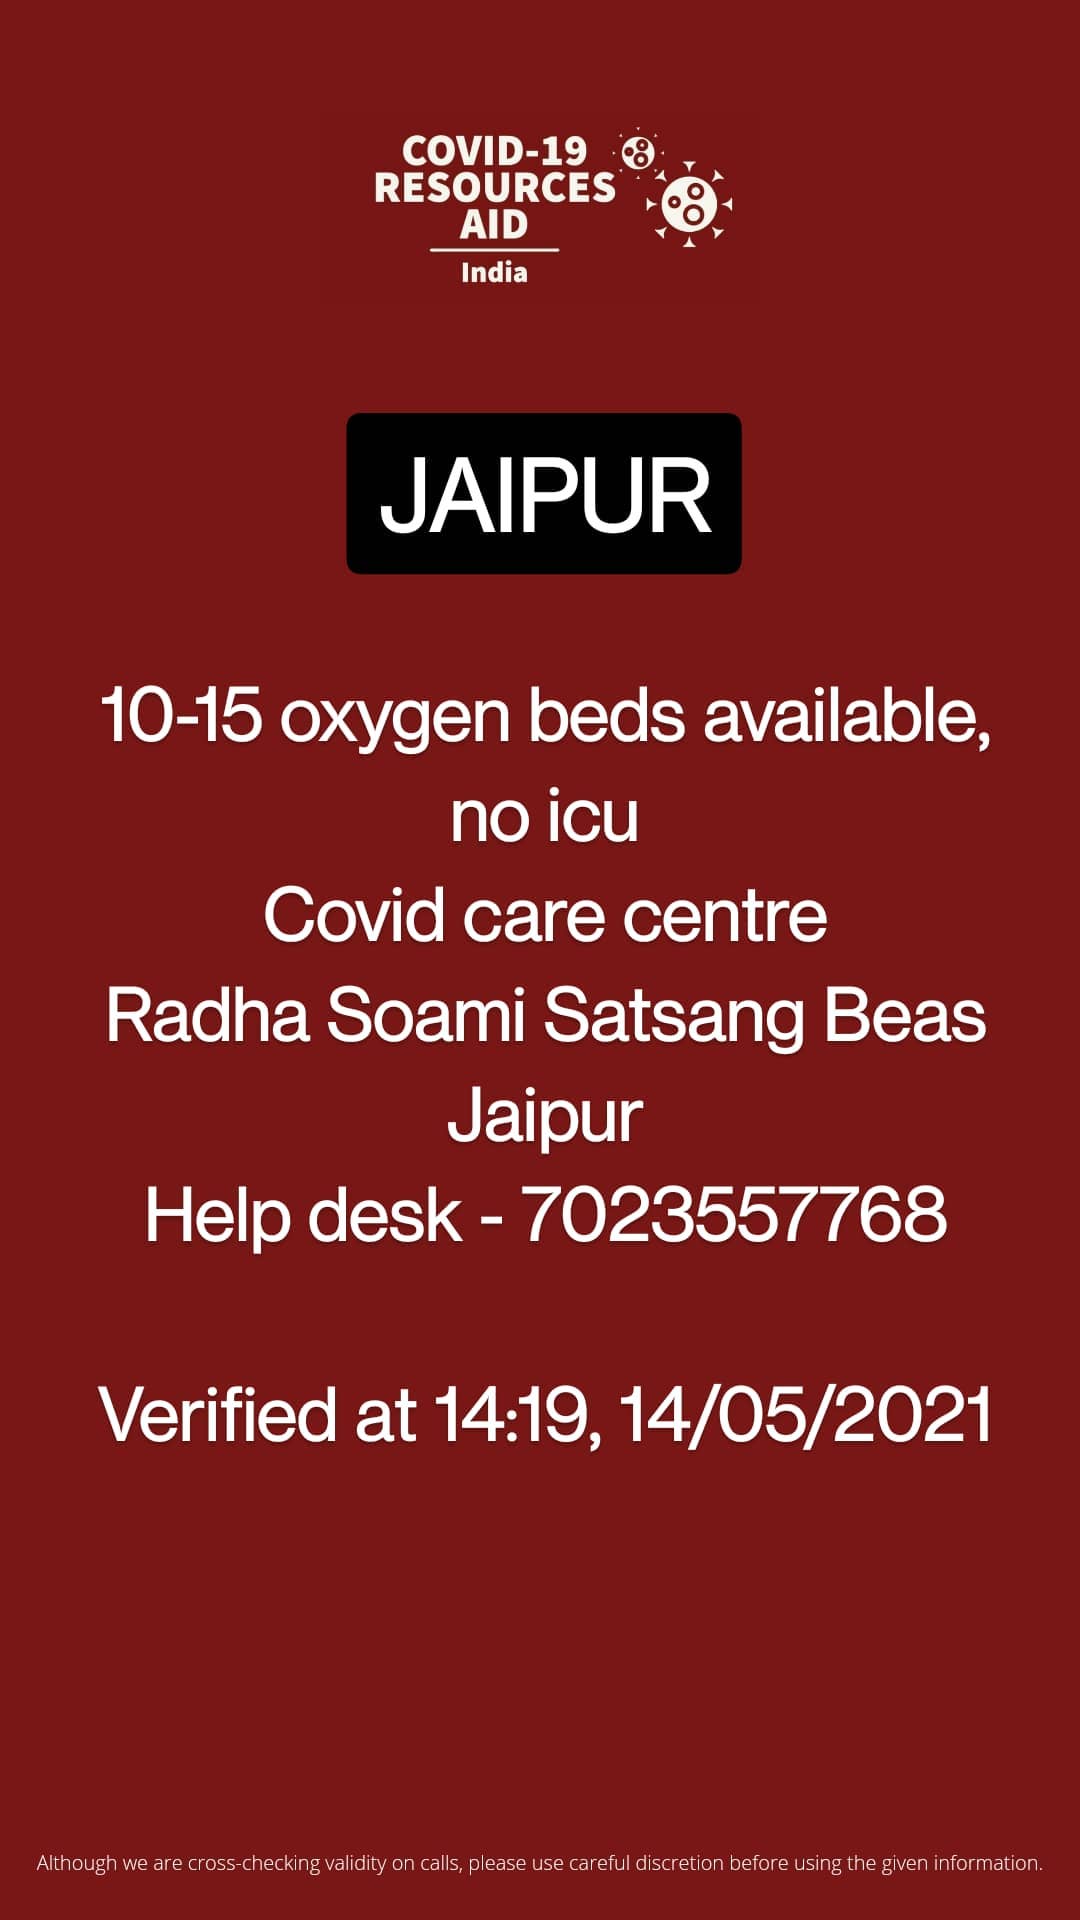 COVID-19
RESOURCES
AID
India
JAIPUR
10-15 oxygen beds available,
no icu
Covid care centre
Radha Soami Satsang Beas
Jaipur
Help desk - 7023557768
Verified at 14:19, 14/05/2021
Although we are cross-checking validity on calls, please use careful discretion before using the given information.